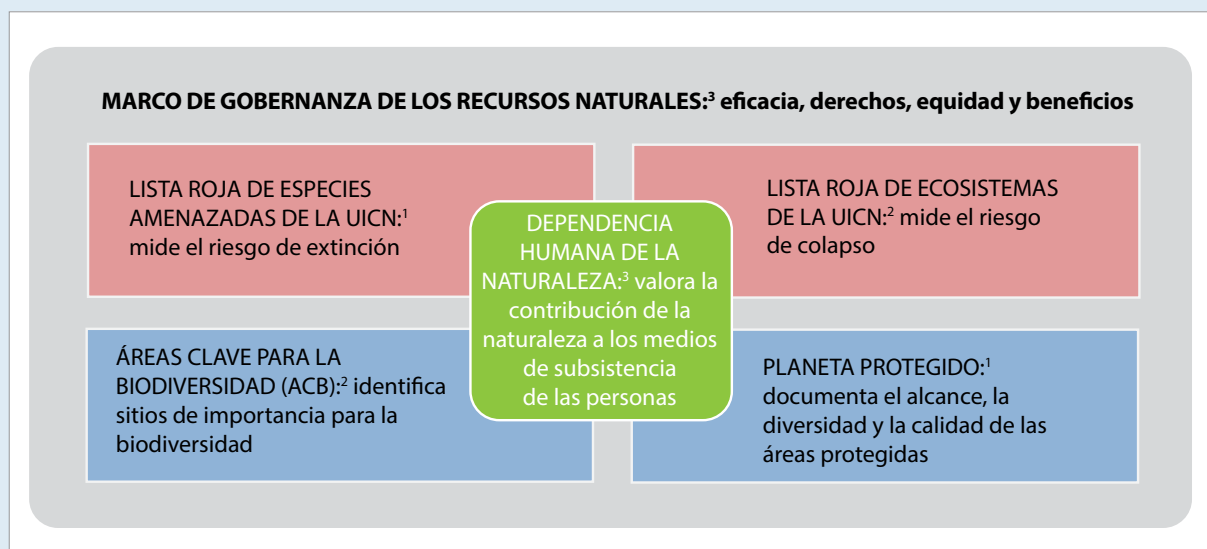 MARCO DE GOBERNANZA DE LOS RECURSOS NATURALES:³ eficacia, derechos, equidad y beneficios
LISTA ROJA DE ESPECIES
AMENAZADAS DE LA UICN:¹
mide el riesgo de extinción
LISTA ROJA DE ECOSISTEMAS
DE LA UICN:² mide el riesgo
de colapso
DEPENDENCIA
HUMANA DE LA
NATURALEZA:³ valora la
contribución de la
naturaleza a los medios
de subsistencia
de las personas
ÁREAS CLAVE PARA LA
BIODIVERSIDAD (ACB):² identifica
sitios de importancia para la
biodiversidad
PLANETA PROTEGIDO:¹
documenta el alcance, la
diversidad y la calidad de las
áreas protegidas